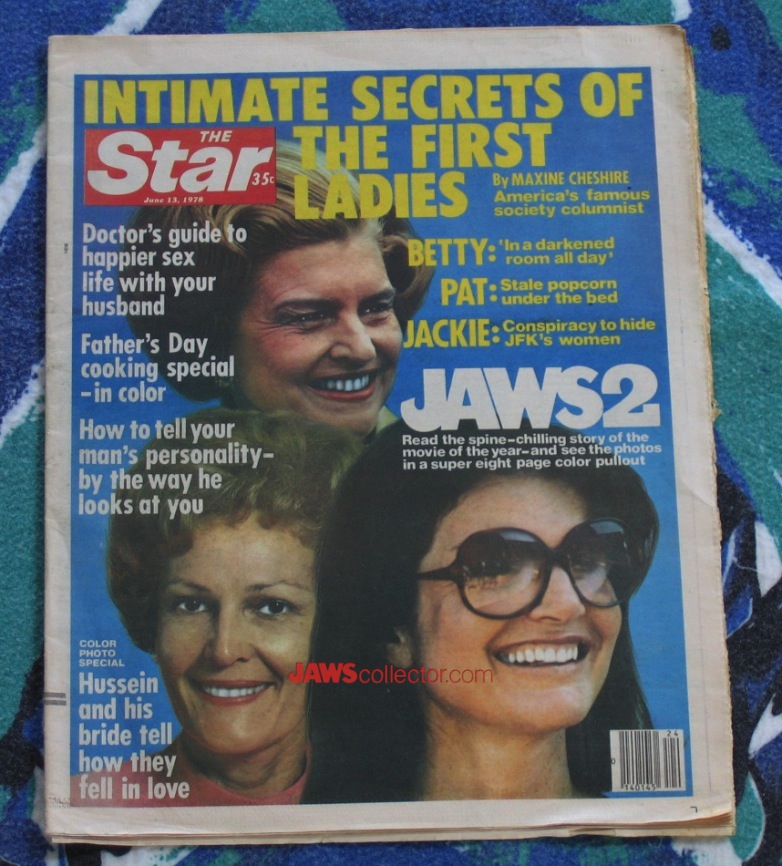 INTIMATE SECRETS OF
THE FIRST
LADIES
THE
Star
35c
June 13, 1978
By MAXINE CHESHIRE
America's famous
society columnist
Doctor's guide to
happier sex
life with your
husband
Father's Day
cooking special
-in color
How to tell your
man's personality-
by the way he
looks at you
BETTY: 'In a darkened
room all day'
PAT: Stale popcorn
under the bed
JACKIE: Conspiracy to hide
JFK's women
JAWS2
Read the spine-chilling story of the
movie of the year-and see the photos
in a super eight page color pullout
JAWScollector.com
COLOR
PHOTO
SPECIAL
Hussein
and his
bride tell
how they
fell in love
24
0